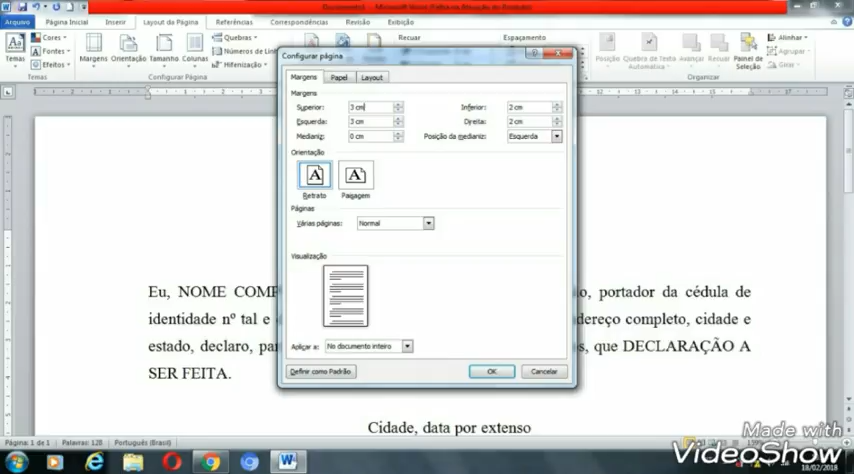 Arquivo Página Inicial Inserir Layout da Página Referências Correspondências Revisão Exibição
Cores Quebras Recuar Espaçamento Alinhar
Fontes Números de Lin Agrupar
Temas Efeitos Margens Orientação Tamanho Colunas Hifenização Posição Quebra de Texto Automática Avançar Recuar Painel de Seleção Girar
Temas Configurar Página Organizar
Configurar página
Margens Papel Layout
Margens
Superior: 3 cm Inferior: 2 cm
Esquerda: 3 cm Direita: 2 cm
Medianiz: 0 cm Posição da medianiz: Esquerda
Orientação
Retrato Paisagem
Páginas
Várias páginas: Normal
Visualização
Aplicar a: No documento inteiro
Definir como Padrão OK Cancelar
Eu, NOME COMP o, portador da cédula de
identidade nº tal e dereço completo, cidade e
estado, declaro, par s, que DECLARAÇÃO A
SER FEITA.
Cidade, data por extenso
Página: 1 de 1 Palavras: 128 Português (Brasil)
Made with
VideoShow
18/02/2018